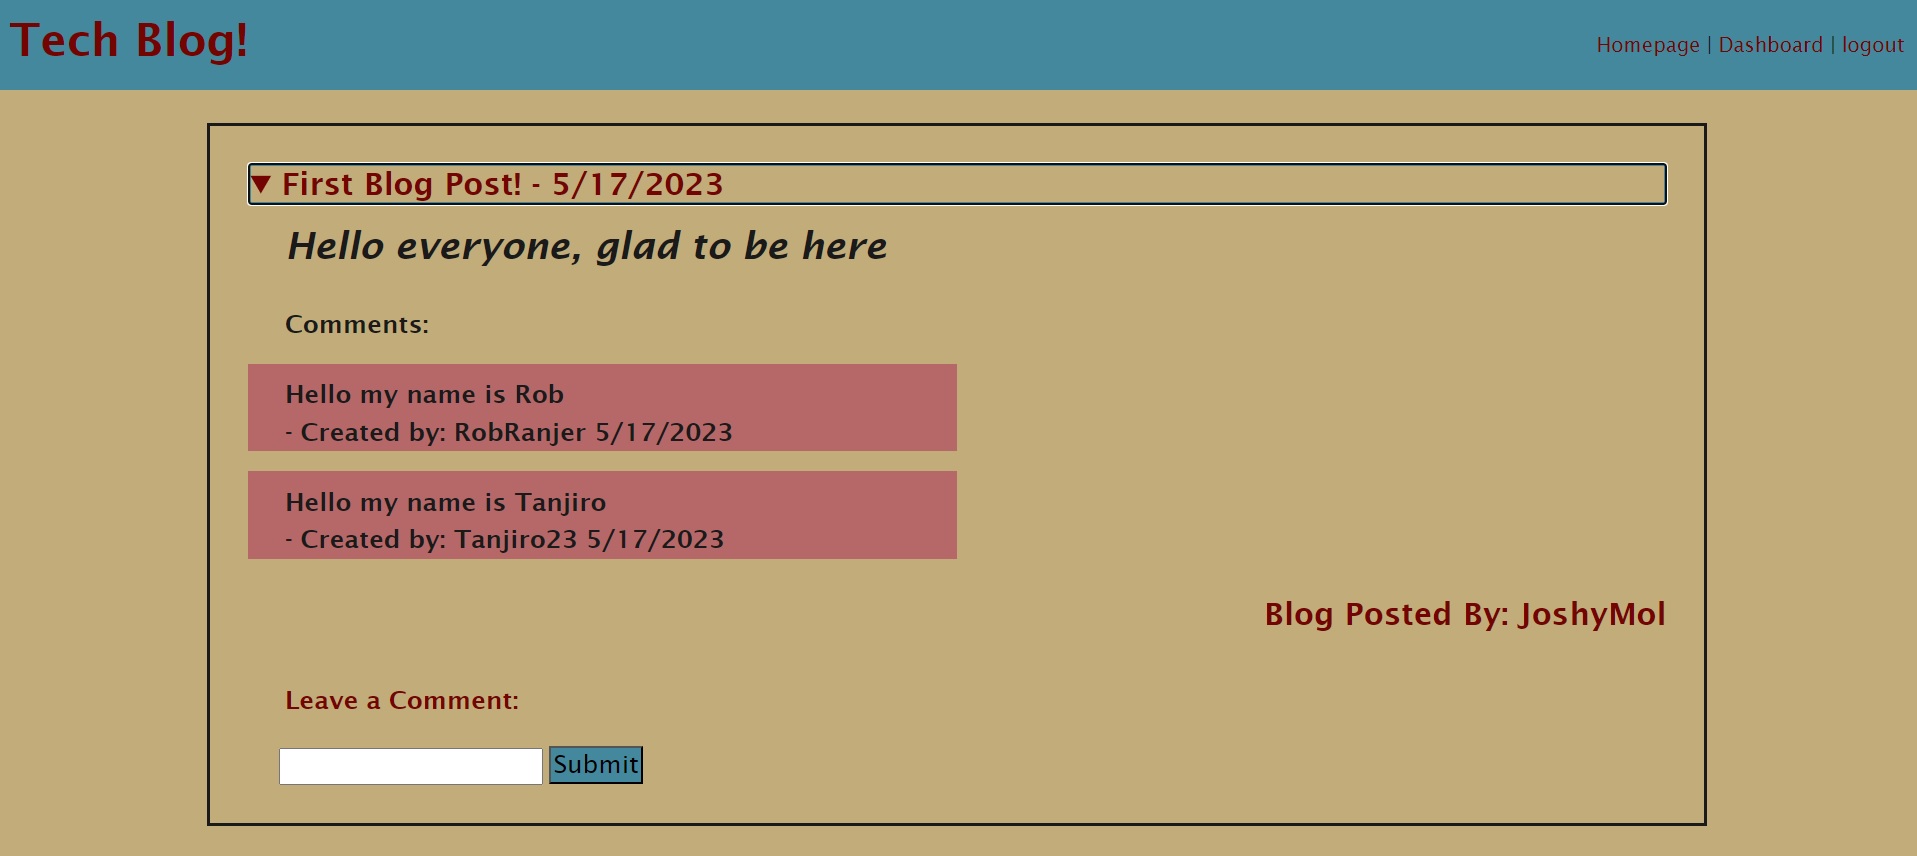 Tech Blog!
Homepage | Dashboard | logout
▼ First Blog Post! - 5/17/2023
Hello everyone, glad to be here
Comments:
Hello my name is Rob
- Created by: RobRanjer 5/17/2023
Hello my name is Tanjiro
- Created by: Tanjiro23 5/17/2023
Blog Posted By: JoshyMol
Leave a Comment:
Submit